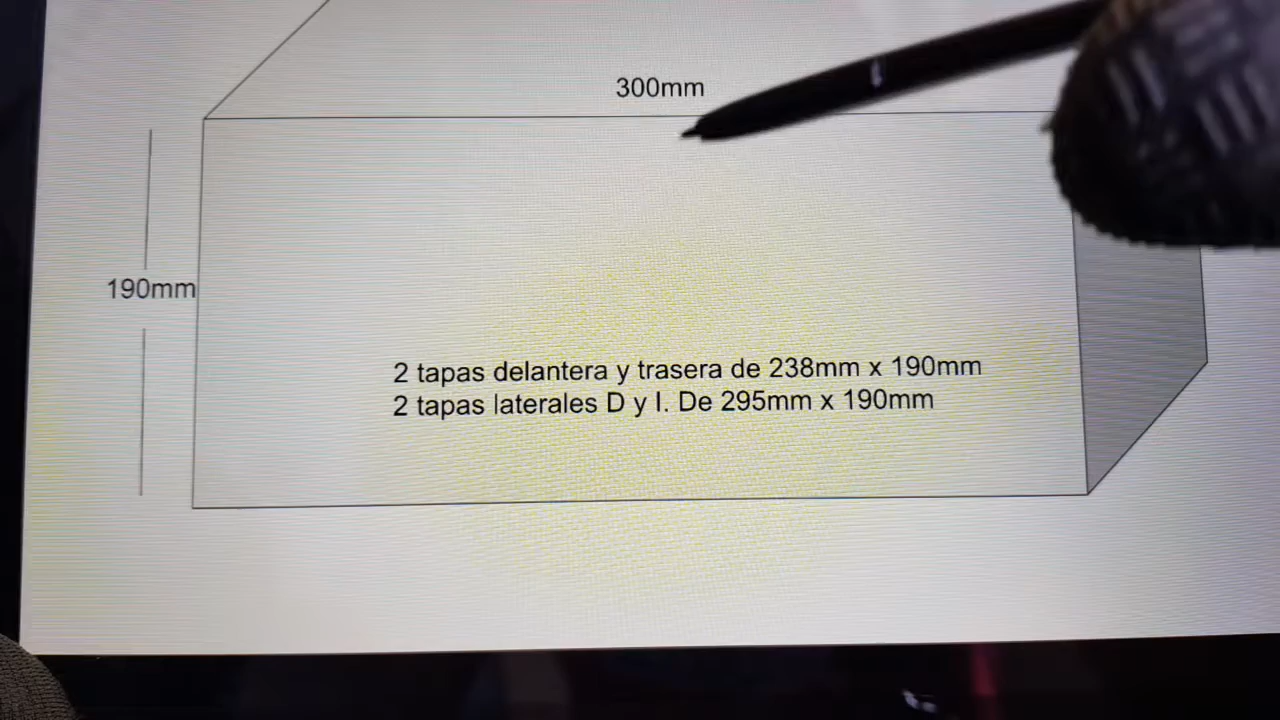 300mm
190mm
2 tapas delantera y trasera de 238mm x 190mm
2 tapas laterales D y I. De 295mm x 190mm